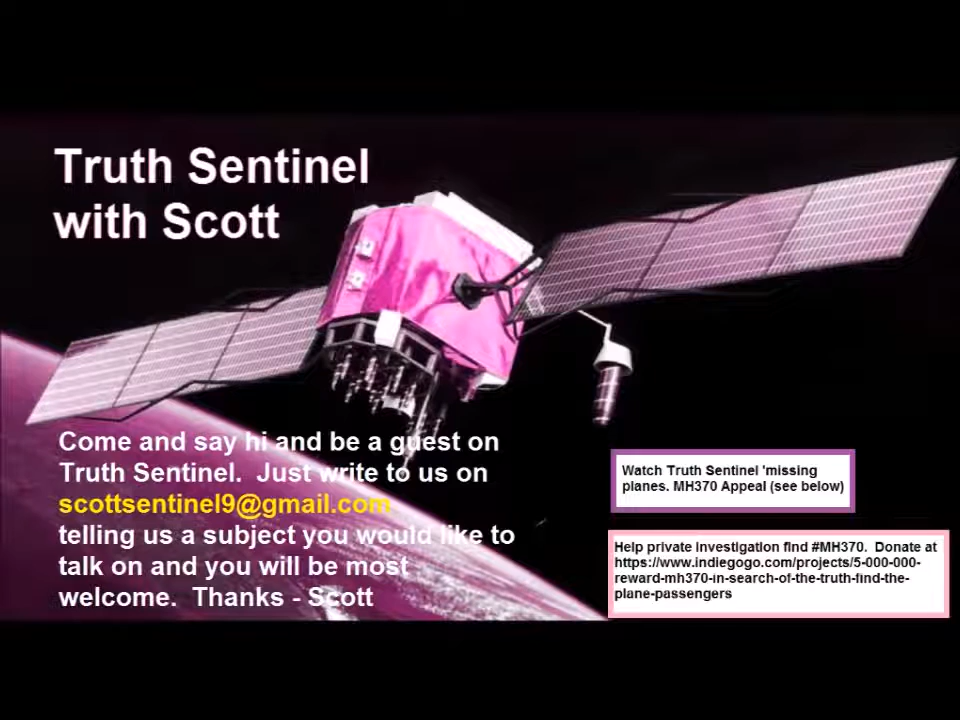 Truth Sentinel
with Scott
Come and say hi and be a guest on
Truth Sentinel.  Just write to us on
scottsentinel9@gmail.com
telling us a subject you would like to
talk on and you will be most
welcome.  Thanks - Scott
Watch Truth Sentinel 'missing
planes. MH370 Appeal (see below)
Help private investigation find #MH370.  Donate at
https://www.indiegogo.com/projects/5-000-000-
reward-mh370-in-search-of-the-truth-find-the-
plane-passengers